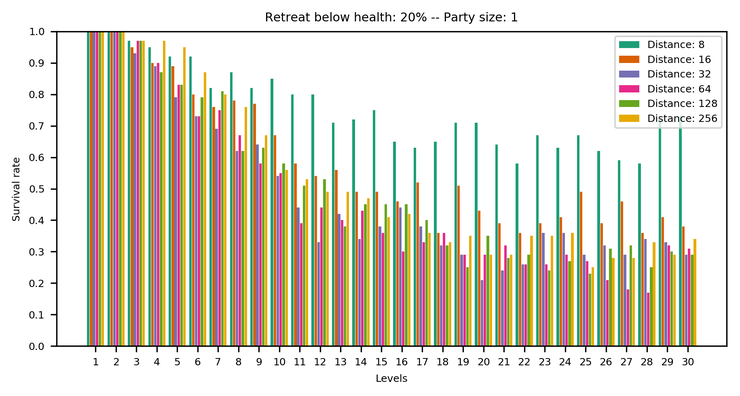 Retreat below health: 20% -- Party size: 1
1.0
0.9
0.8
0.7
0.6
0.5
0.4
0.3
0.2
0.1
0.0
Survival rate
Distance: 8
Distance: 16
Distance: 32
Distance: 64
Distance: 128
Distance: 256
1 2 3 4 5 6 7 8 9 10 11 12 13 14 15 16 17 18 19 20 21 22 23 24 25 26 27 28 29 30
Levels